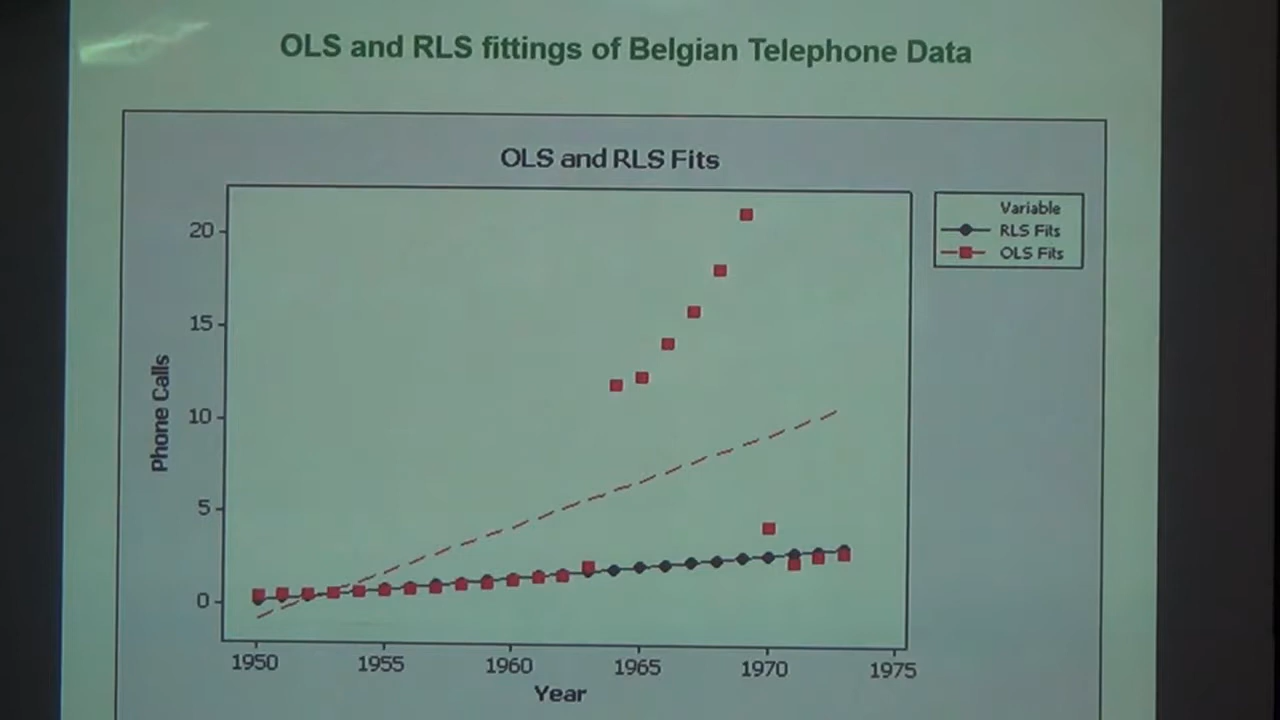 OLS and RLS fittings of Belgian Telephone Data
OLS and RLS Fits
Variable
RLS Fits
OLS Fits
Phone Calls
20
15
10
5
0
1950 1955 1960 1965 1970 1975
Year